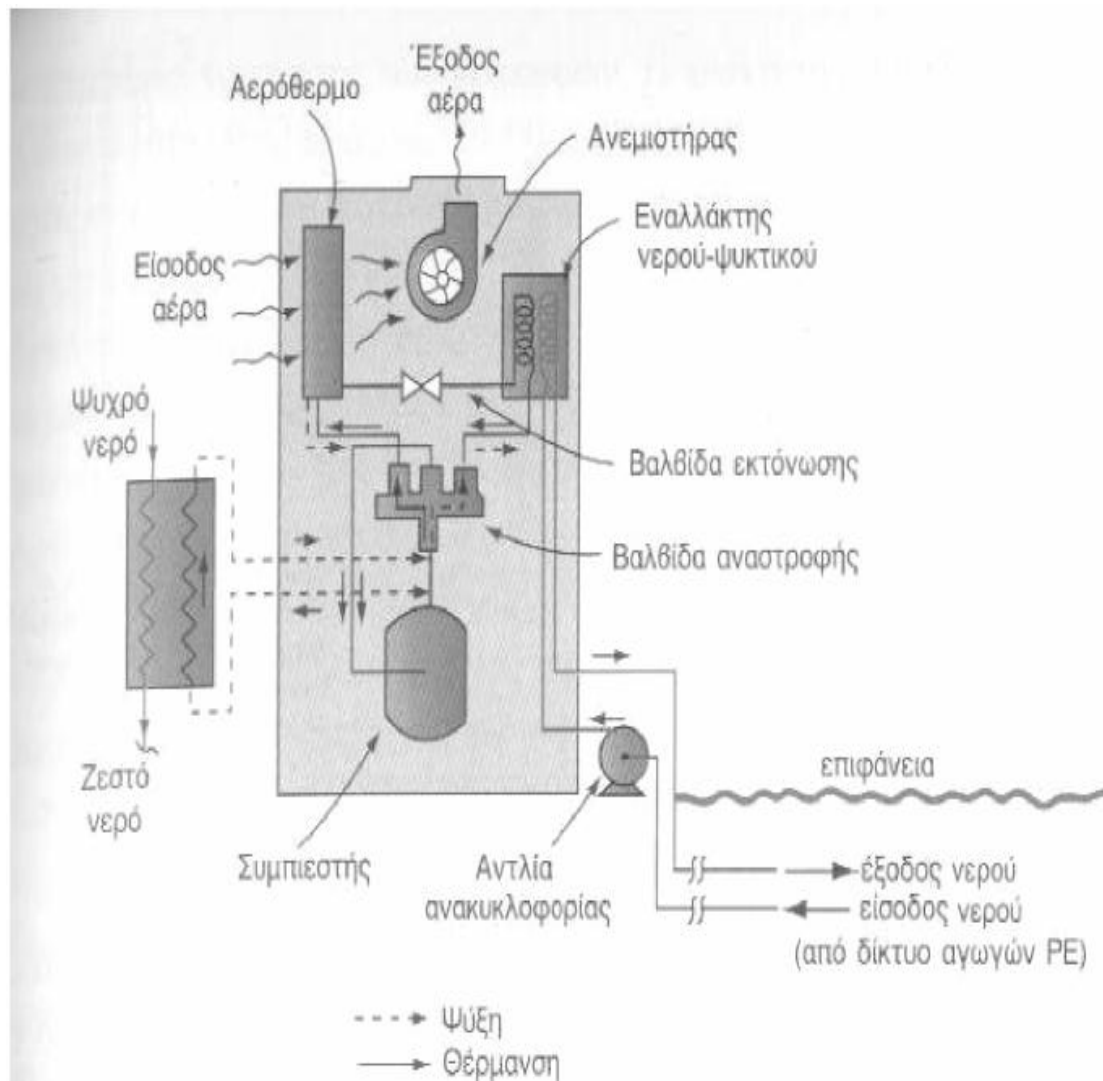 Έξοδος
αέρα
Αερόθερμο
Ανεμιστήρας
Εναλλάκτης
νερού-ψυκτικού
Είσοδος
αέρα
Ψυχρό
νερό
Βαλβίδα εκτόνωσης
Βαλβίδα αναστροφής
Ζεστό
νερό
επιφάνεια
Συμπιεστής
Αντλία
ανακυκλοφορίας
έξοδος νερού
είσοδος νερού
(από δίκτυο αγωγών PE)
Ψύξη
Θέρμανση